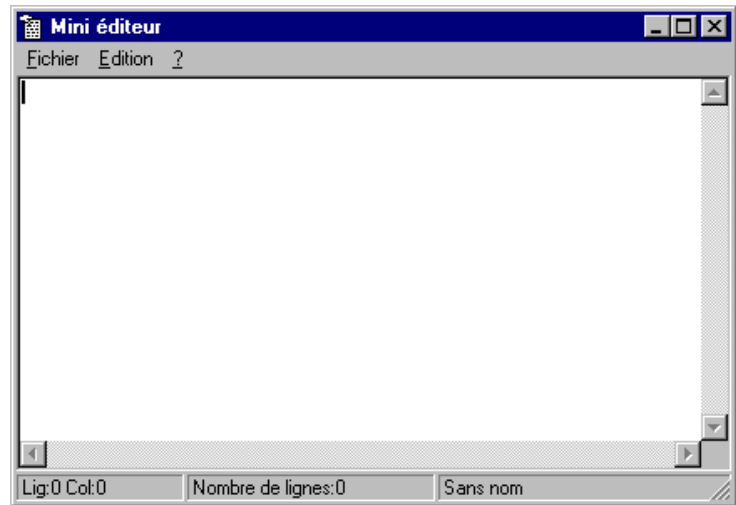 Mini éditeur
Fichier Edition ?
Lig:0 Col:0 Nombre de lignes:0 Sans nom